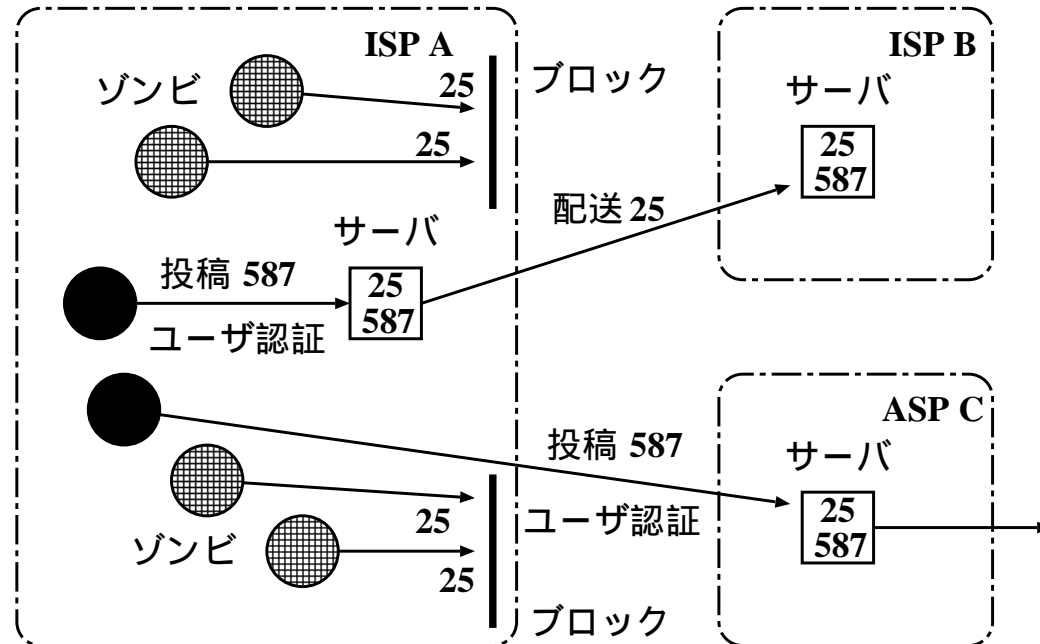 ISP A
ゾンビ
25
25
ブロック
ISP B
サーバ
25
587
配送 25
サーバ
25
587
投稿 587
ユーザ認証
ASP C
サーバ
25
587
投稿 587
ユーザ認証
ゾンビ
25
25
ブロック